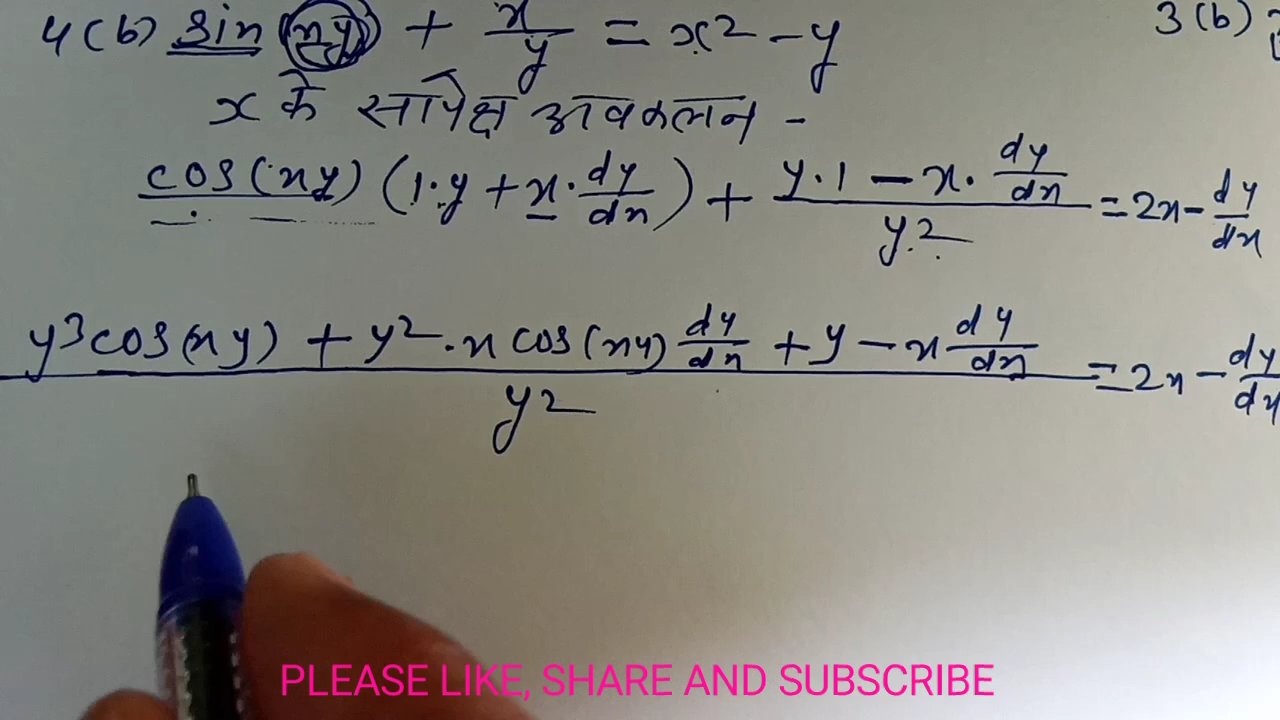 4(b) sin(xy) + x/y = x² - y
3(b)
x के सापेक्ष अवकलन -
cos(xy) (1·y + x·dy/dx) + (y·1 - x·dy/dx)/y² = 2x - dy/dx
(y³cos(xy) + y²·x cos(xy) dy/dx + y - x dy/dx)/y² = 2x - dy/dx
PLEASE LIKE, SHARE AND SUBSCRIBE